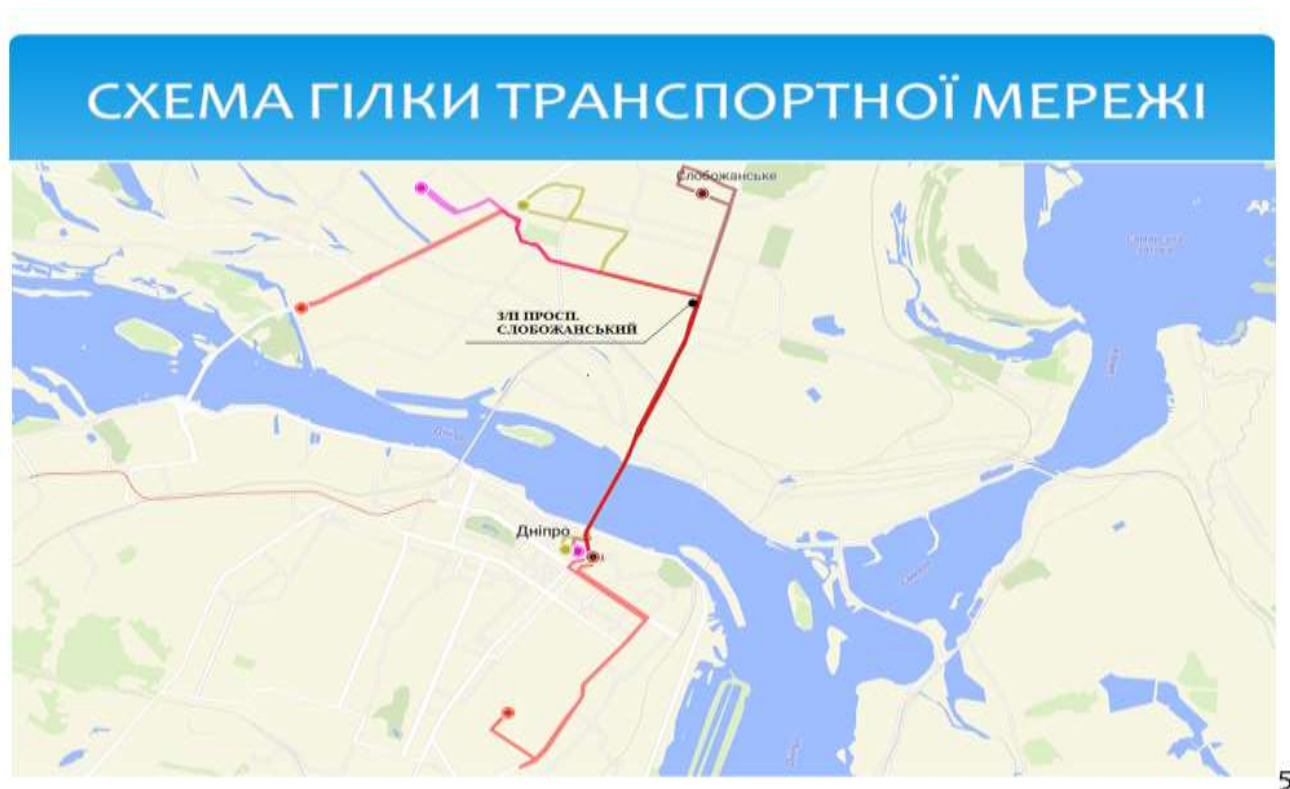 СХЕМА ГІЛКИ ТРАНСПОРТНОЇ МЕРЕЖІ
Слобожанське
З/П ПРОСП.
СЛОБОЖАНСЬКИЙ
Дніпро
5